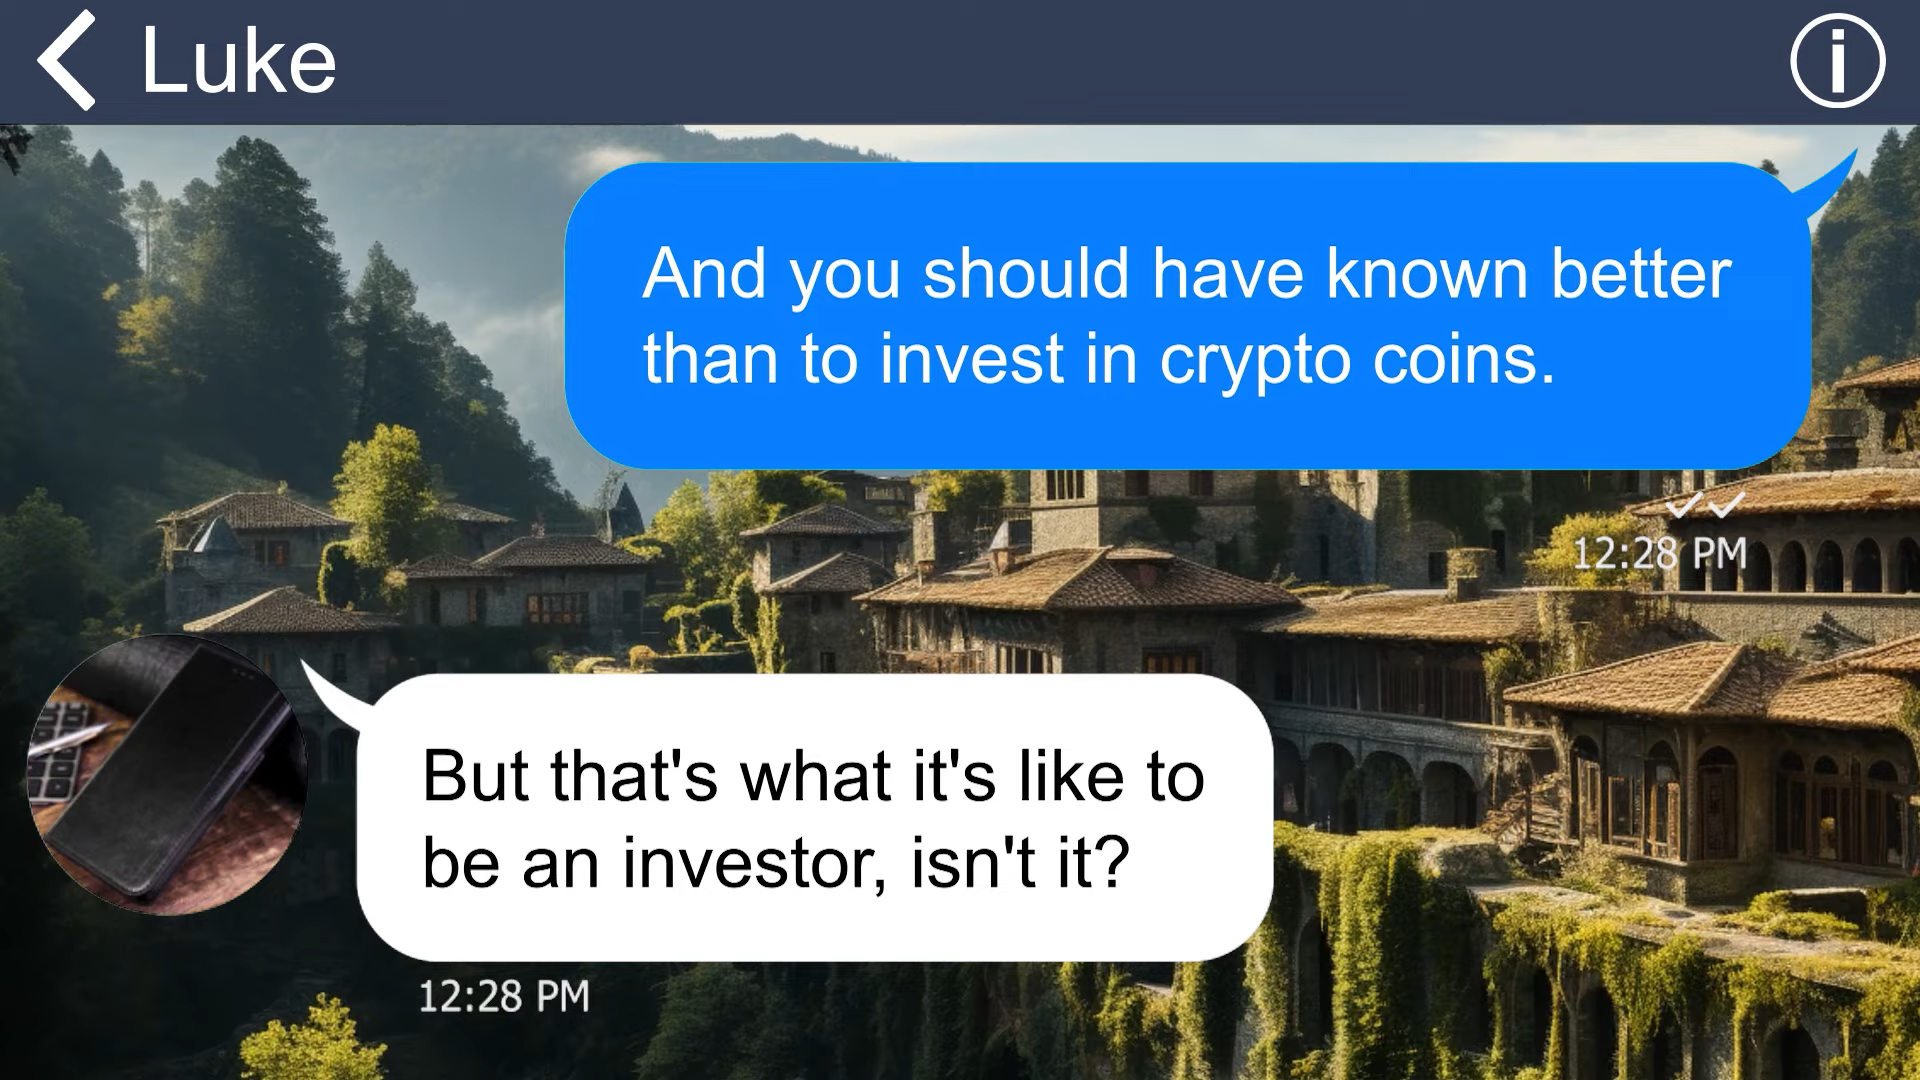 Luke
And you should have known better
than to invest in crypto coins.
12:28 PM
But that's what it's like to
be an investor, isn't it?
12:28 PM